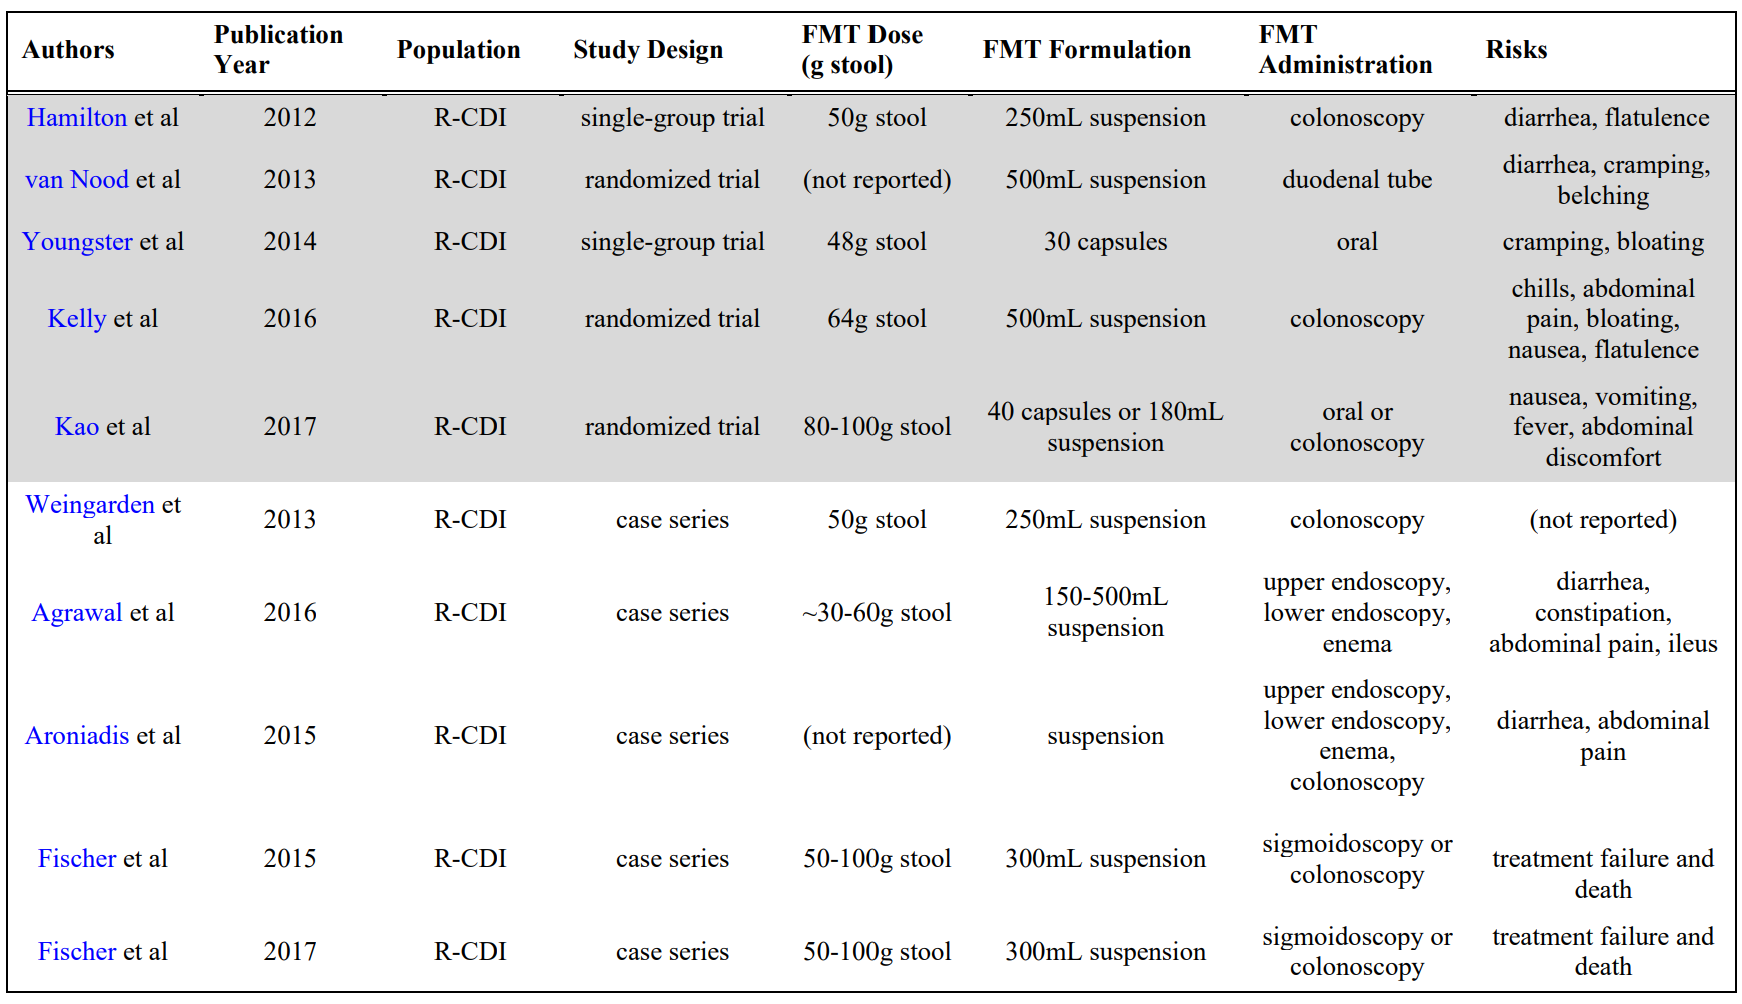 Authors Publication Year Population Study Design FMT Dose (g stool) FMT Formulation FMT Administration Risks
Hamilton et al 2012 R-CDI single-group trial 50g stool 250mL suspension colonoscopy diarrhea, flatulence
van Nood et al 2013 R-CDI randomized trial (not reported) 500mL suspension duodenal tube diarrhea, cramping, belching
Youngster et al 2014 R-CDI single-group trial 48g stool 30 capsules oral cramping, bloating
Kelly et al 2016 R-CDI randomized trial 64g stool 500mL suspension colonoscopy chills, abdominal pain, bloating, nausea, flatulence
Kao et al 2017 R-CDI randomized trial 80-100g stool 40 capsules or 180mL suspension oral or colonoscopy nausea, vomiting, fever, abdominal discomfort
Weingarden et al 2013 R-CDI case series 50g stool 250mL suspension colonoscopy (not reported)
Agrawal et al 2016 R-CDI case series ~30-60g stool 150-500mL suspension upper endoscopy, lower endoscopy, enema diarrhea, constipation, abdominal pain, ileus
Aroniadis et al 2015 R-CDI case series (not reported) suspension upper endoscopy, lower endoscopy, enema, colonoscopy diarrhea, abdominal pain
Fischer et al 2015 R-CDI case series 50-100g stool 300mL suspension sigmoidoscopy or colonoscopy treatment failure and death
Fischer et al 2017 R-CDI case series 50-100g stool 300mL suspension sigmoidoscopy or colonoscopy treatment failure and death